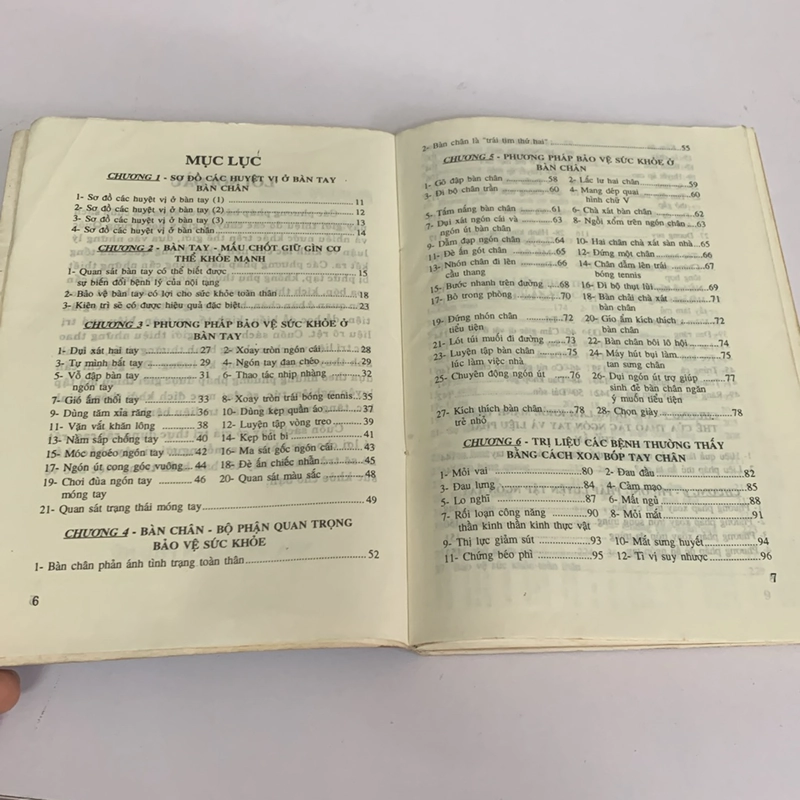 MỤC LỤC
CHƯƠNG 1 - SƠ ĐỒ CÁC HUYỆT VỊ Ở BÀN TAY
BÀN CHÂN
1- Sơ đồ các huyệt vị ở bàn tay (1) 11
2- Sơ đồ các huyệt vị ở bàn tay (2) 12
3- Sơ đồ các huyệt vị ở bàn tay (3) 13
4- Sơ đồ các huyệt vị ở bàn chân 14
CHƯƠNG 2 - BÀN TAY - MẤU CHỐT GIỮ GÌN CƠ
THỂ KHỎE MẠNH
1- Quan sát bàn tay có thể biết được 15
sự biến đổi bệnh lý của nội tạng
2- Bảo vệ bàn tay có lợi cho sức khỏe toàn thân 18
3- Kiên trì sẽ có được hiệu quả đặc biệt 23
CHƯƠNG 3 - PHƯƠNG PHÁP BẢO VỆ SỨC KHỎE Ở
BÀN TAY
1- Dụi xát hai tay 27 2- Xoay tròn ngón cái 28
3- Tự mình bắt tay 29 4- Ngón tay đan chéo 29
5- Vỗ đập bàn tay 31 6- Thao tác nhịp nhàng 32
ngón tay
7- Gió ấm thổi tay 33 8- Xoay tròn trái bóng tennis 35
9- Dùng tăm xỉa răng 36 10- Dùng kẹp quần áo 37
11- Vặn vắt khăn lông 38 12- Luyện tập vòng treo 39
13- Nằm sấp chống tay 40 14- Kẹp bút bi 41
15- Móc ngoéo ngón tay 42 16- Ma sát gốc ngón cái 43
17- Ngón út cong góc vuông 44 18- Đè ấn chiếc nhẫn 45
19- Chơi đùa ngón tay 46 20- Quan sát màu sắc 48
móng tay
21- Quan sát trạng thái móng tay 49
CHƯƠNG 4 - BÀN CHÂN - BỘ PHẬN QUAN TRỌNG
BẢO VỆ SỨC KHỎE
1- Bàn chân phản ánh tình trạng toàn thân 52
6
2- Bàn chân là "trái tim thứ hai" 55
CHƯƠNG 5 - PHƯƠNG PHÁP BẢO VỆ SỨC KHỎE Ở
BÀN CHÂN
1- Gõ đập bàn chân 58 2- Lắc lư hai chân 59
3- Đi bộ chân trần 60 4- Mang dép quai 60
hình chữ V
5- Tắm nắng bàn chân 61 6- Chà xát bàn chân 62
7- Dụi xát ngón cái và 63 8- Ngồi xổm trên ngón chân 63
ngón út bàn chân
9- Dẫm đạp ngón chân 64 10- Hai chân chà xát sàn nhà 65
11- Đè ấn gót chân 65 12- Đứng một chân 66
13- Nhón chân đi lên 66 14- Chân dẫm lên trái 67
cầu thang bóng tennis
15- Bước nhanh trên đường 68 16- Đi bộ thụt lùi 69
17- Bò trong phòng 70 18- Bàn chải chà xát 71
bàn chân
19- Đứng nhón chân 72 20- Gió ấm kích thích 72
tiểu tiện bàn chân
21- Lót túi muối đi đường 73 22- Bàn chân bôi lô hội 74
23- Luyện tập bàn chân 75 24- Máy hút bụi làm 75
lúc làm việc nhà tan sưng chân
25- Chuyển động ngón út 76 26- Dụi ngón út trợ giúp 77
sinh đẻ bàn chân ngăn
ý muốn tiểu tiện
27- Kích thích bàn chân 78 28- Chọn giày 78
trẻ nhỏ
CHƯƠNG 6 - TRỊ LIỆU CÁC BỆNH THƯỜNG THẤY
BẰNG CÁCH XOA BÓP TAY CHÂN
1- Mỏi vai 80 2- Đau đầu 82
3- Đau lưng 84 4- Cảm mạo 85
5- Lo nghĩ 87 6- Mất ngủ 88
7- Rối loạn công năng 90 8- Mỏi mắt 91
thần kinh thần kinh thực vật
9- Thị lực giảm sút 93 10- Mắt sưng huyết 94
11- Chứng béo phì 95 12- Tì vị suy nhược 96
7